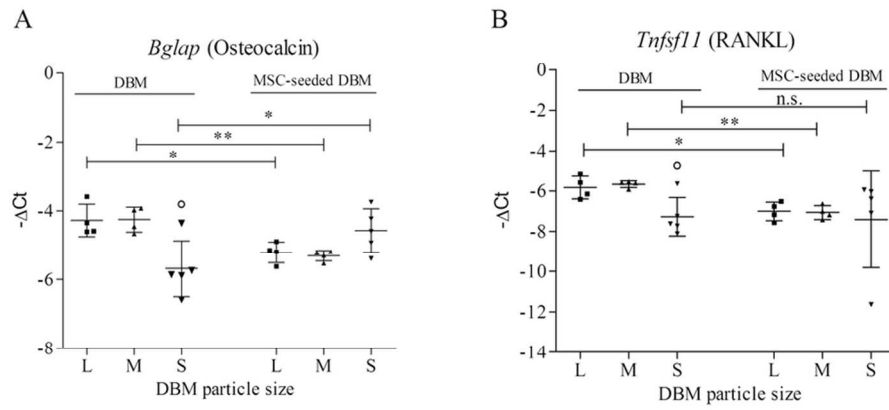 A
Bglap (Osteocalcin)
DBM
MSC-seeded DBM
*
**
*
0
-2
-4
-6
-8
-ΔCt
L M S L M S
DBM particle size
B
Tnfsf11 (RANKL)
DBM
MSC-seeded DBM
n.s.
**
*
0
-2
-4
-6
-8
-10
-12
-14
-ΔCt
L M S L M S
DBM particle size